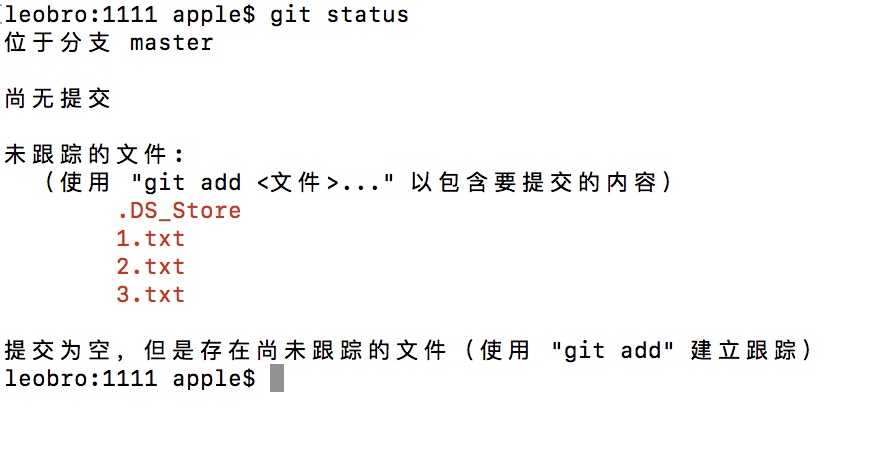 leobro:1111 apple$ git status
位于分支 master
尚无提交
未跟踪的文件:
（使用 "git add <文件>..." 以包含要提交的内容）
.DS_Store
1.txt
2.txt
3.txt
提交为空，但是存在尚未跟踪的文件（使用 "git add" 建立跟踪）
leobro:1111 apple$